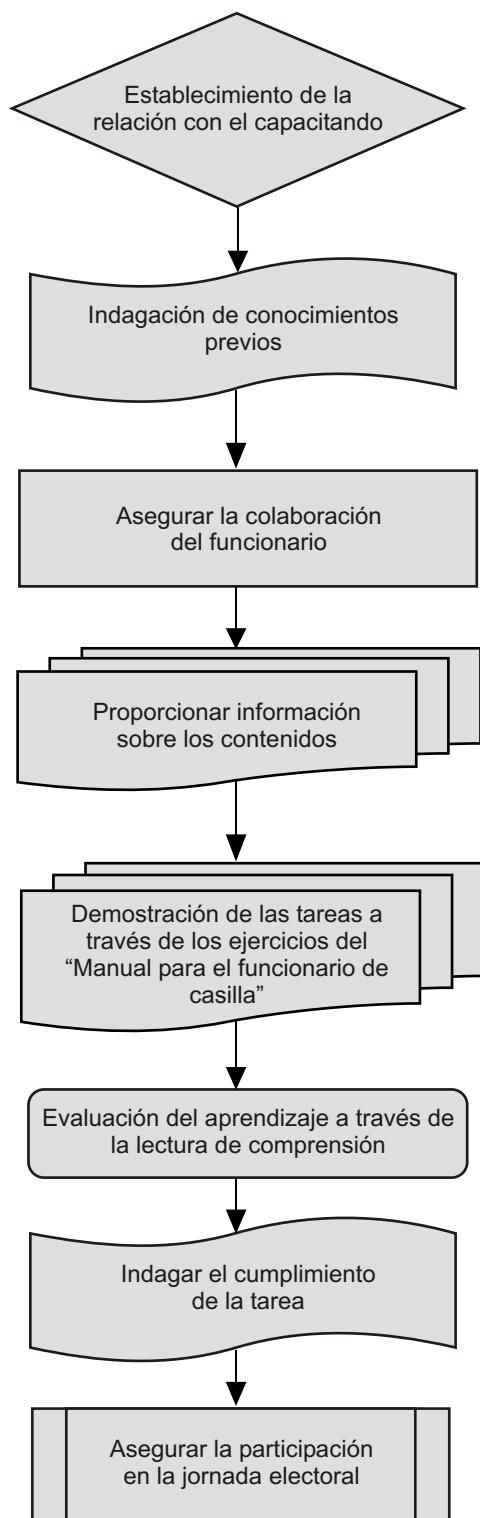 Establecimiento de la
relación con el capacitando
Indagación de conocimientos
previos
Asegurar la colaboración
del funcionario
Proporcionar información
sobre los contenidos
Demostración de las tareas a
través de los ejercicios del
“Manual para el funcionario de
casilla”
Evaluación del aprendizaje a través de
la lectura de comprensión
Indagar el cumplimiento
de la tarea
Asegurar la participación
en la jornada electoral